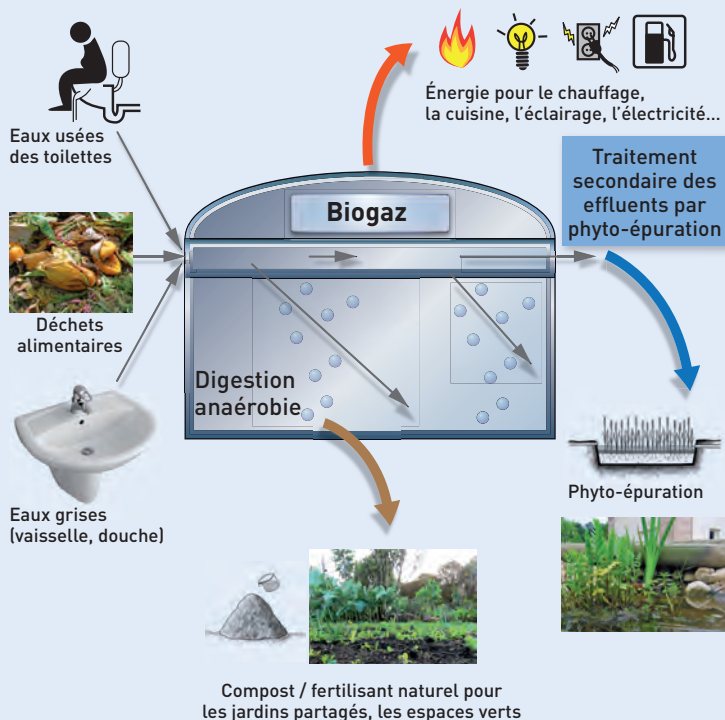 Énergie pour le chauffage,
la cuisine, l'éclairage, l'électricité...
Eaux usées
des toilettes
Traitement
secondaire des
effluents par
phyto-épuration
Biogaz
Déchets
alimentaires
Digestion
anaérobie
Eaux grises
(vaisselle, douche)
Phyto-épuration
Compost / fertilisant naturel pour
les jardins partagés, les espaces verts